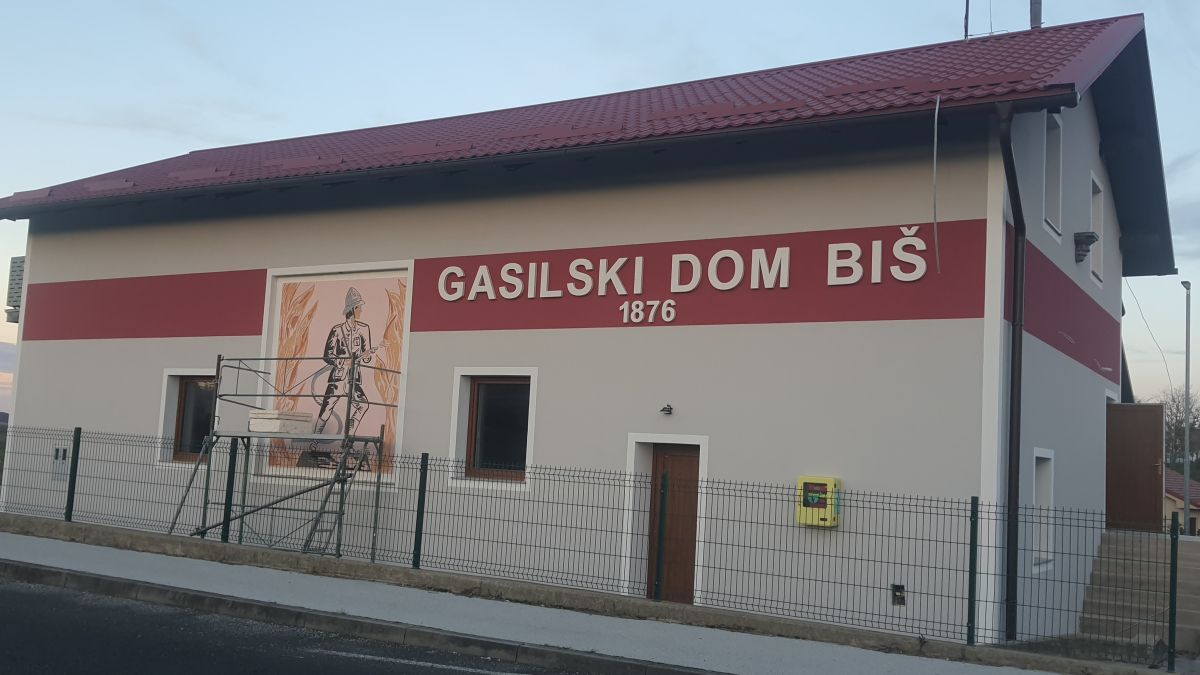 GASILSKI DOM BIŠ
1876